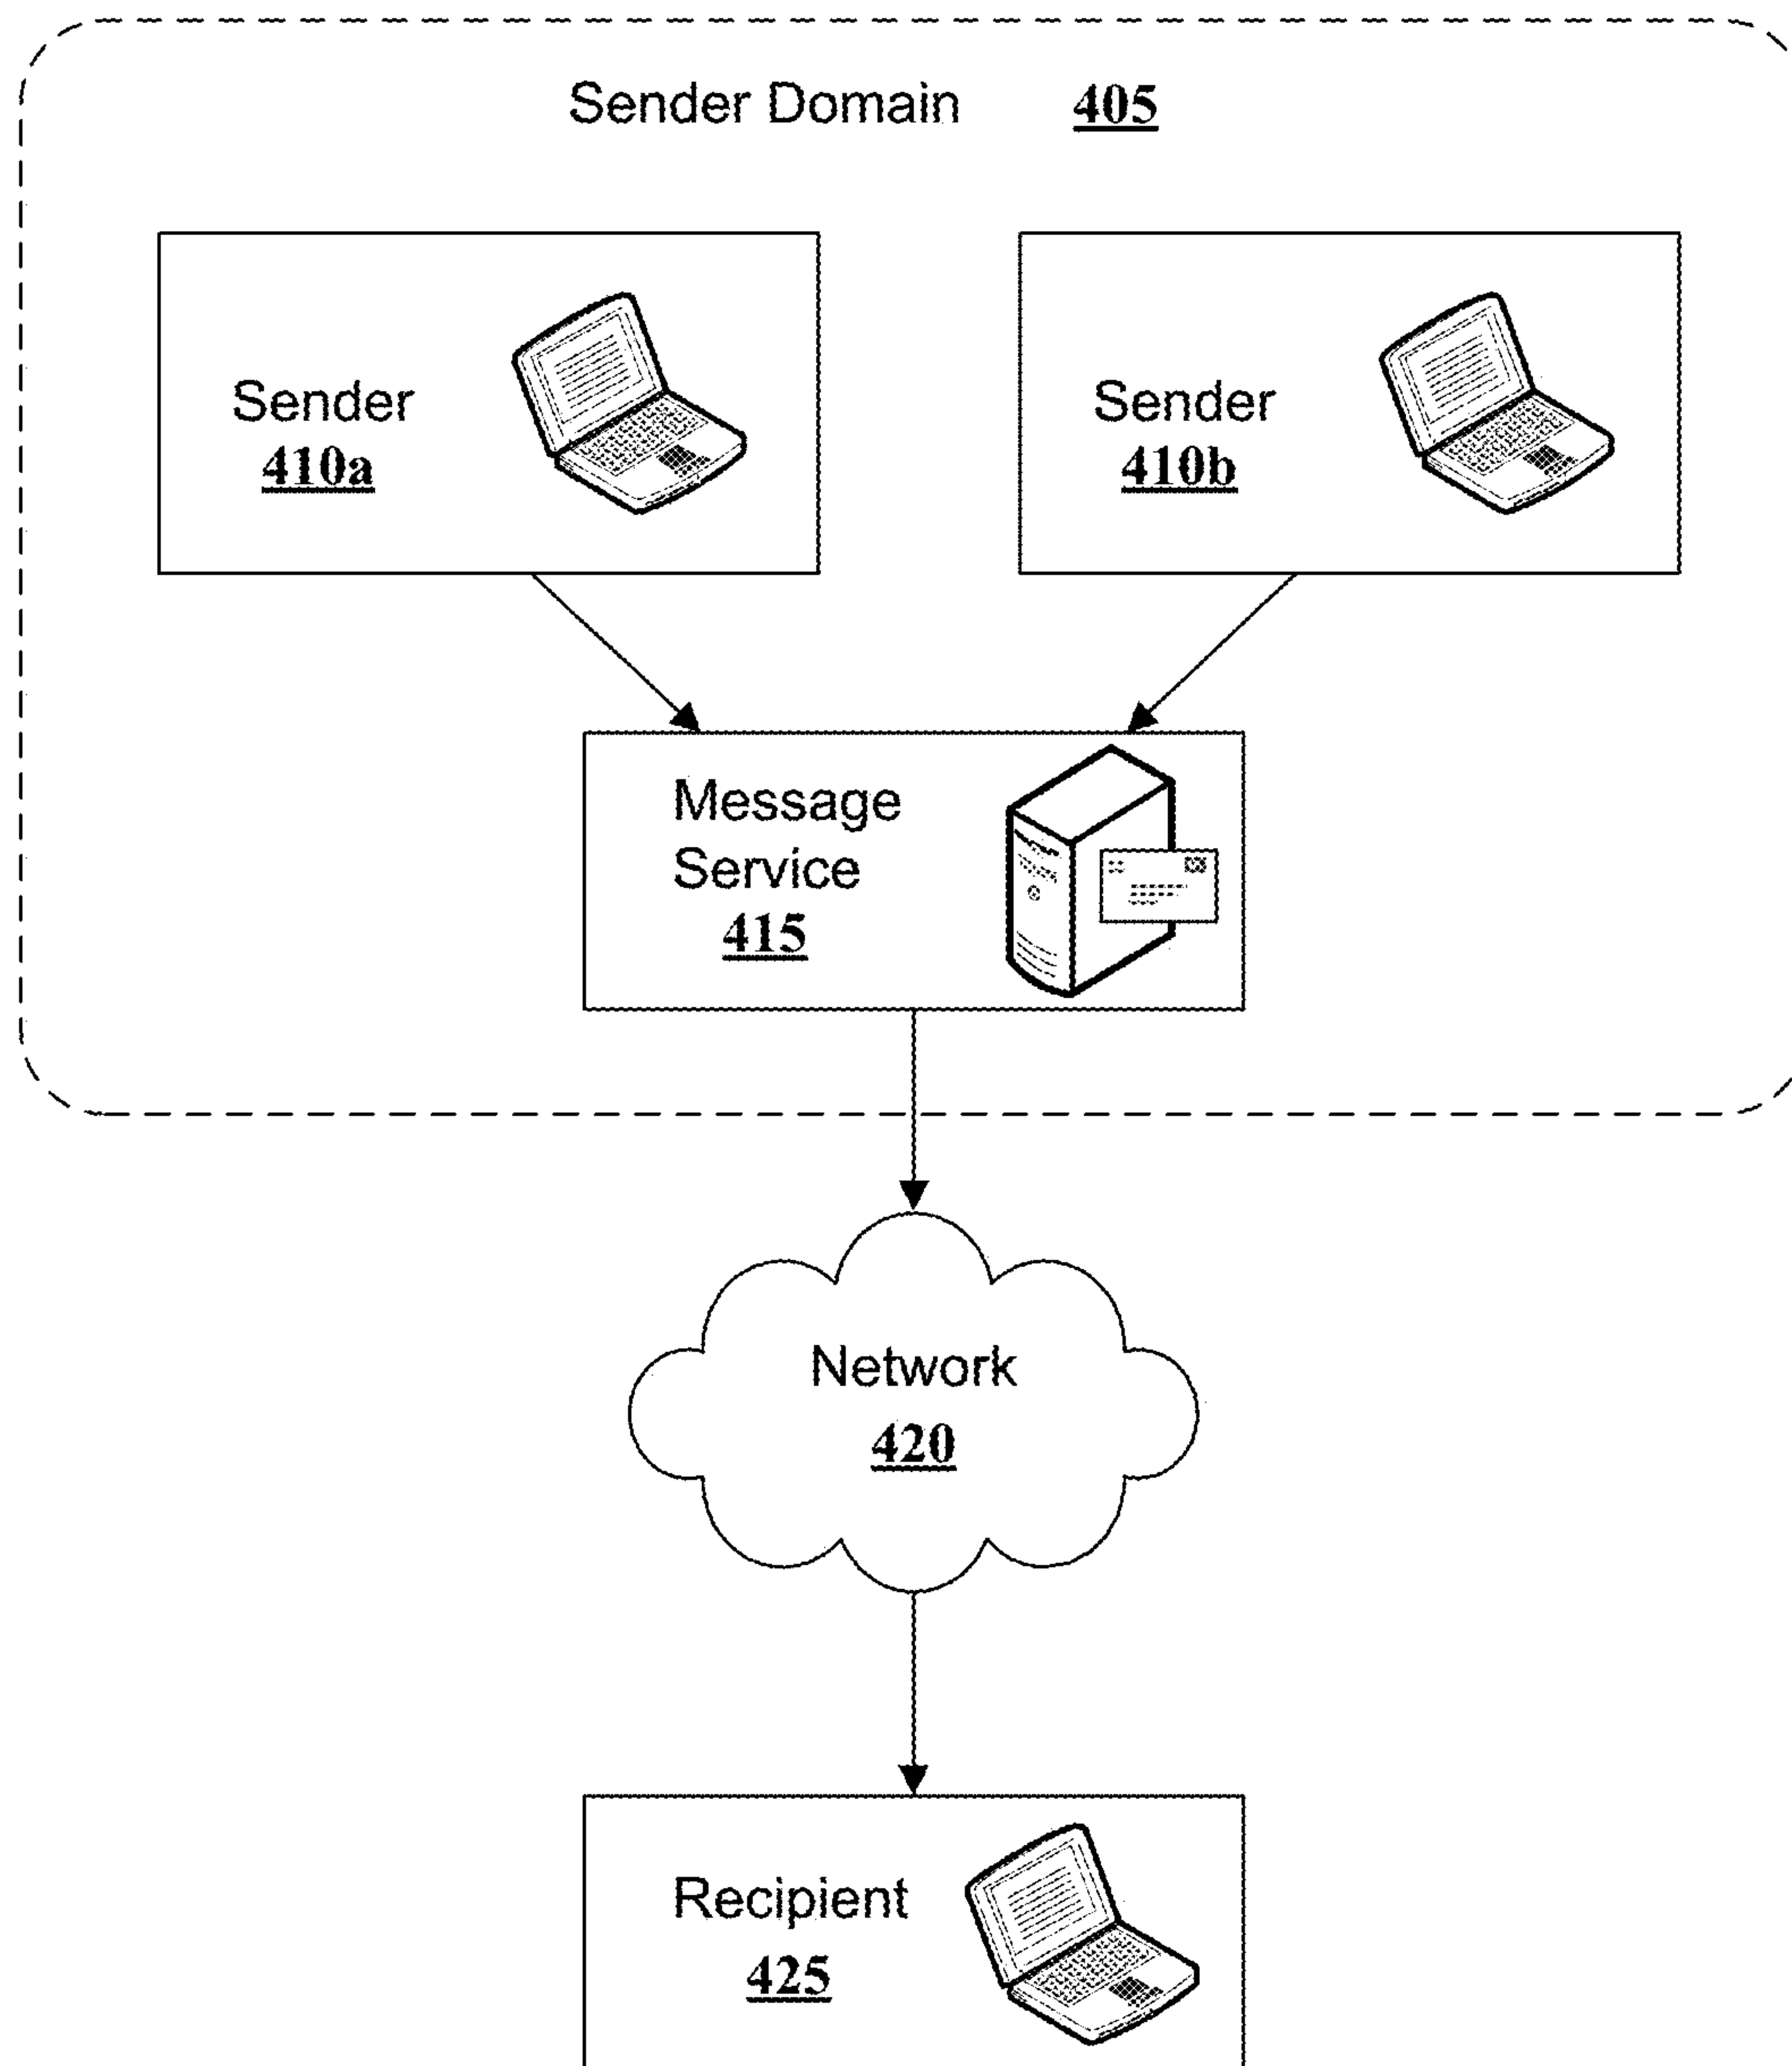 Sender Domain 405
Sender
410a
Sender
410b
Message
Service
415
Network
420
Recipient
425